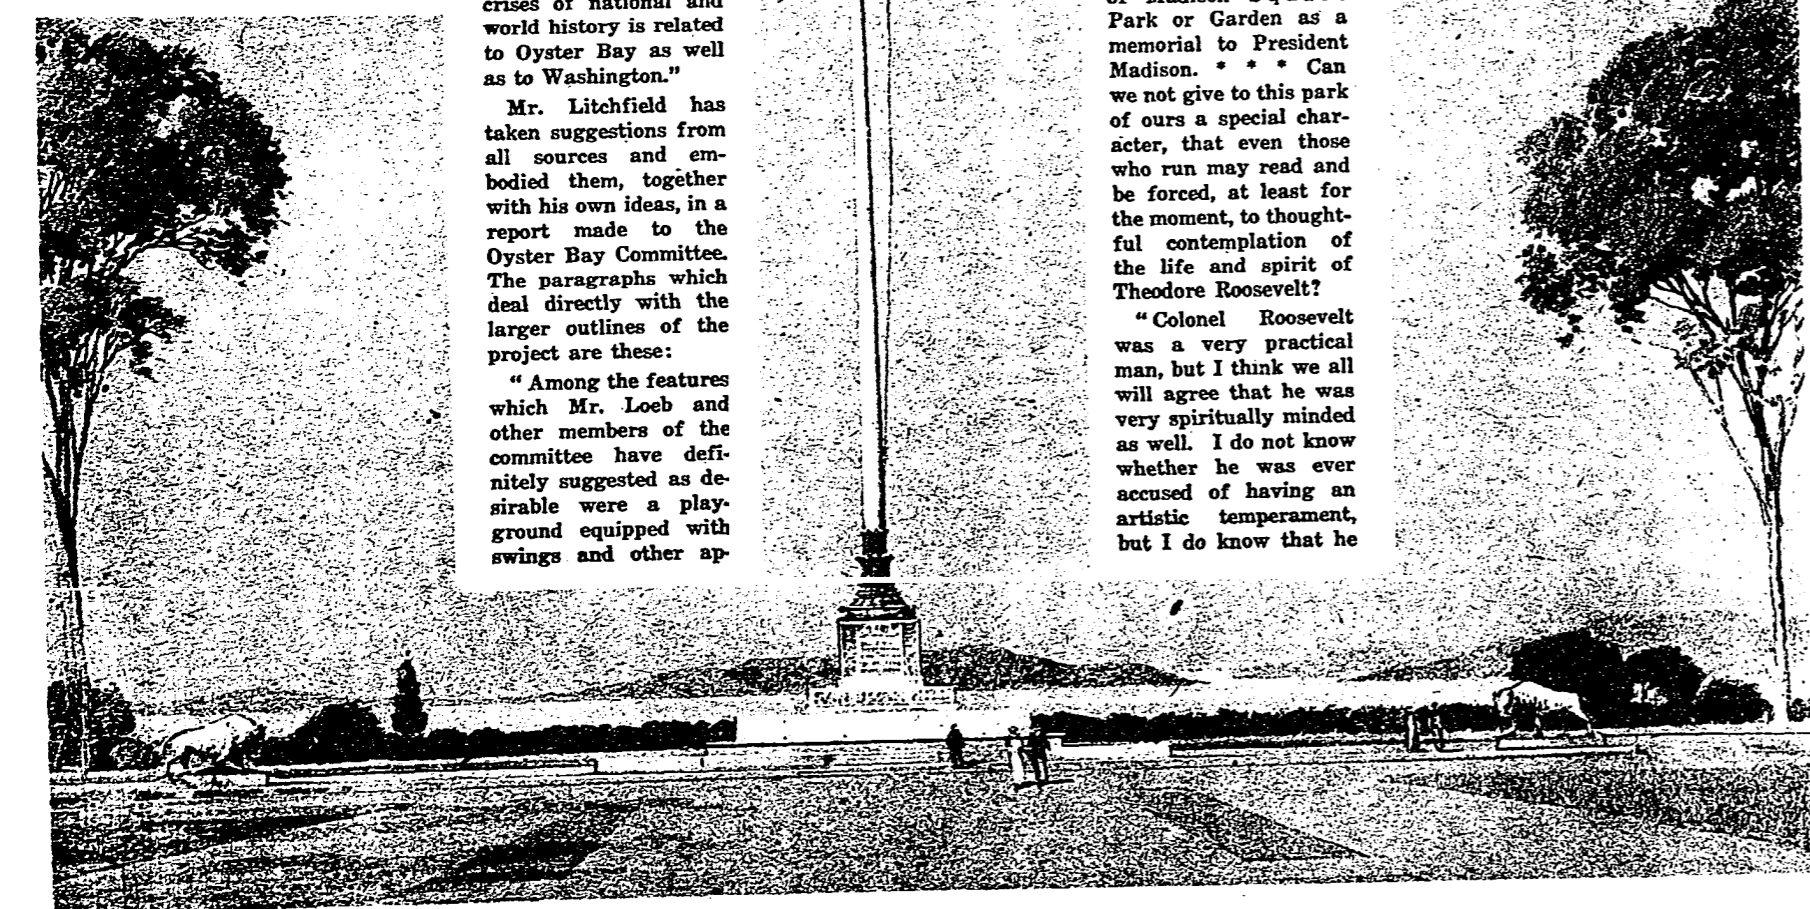 crises of national and
world history is related
to Oyster Bay as well
as to Washington."
Mr. Litchfield has
taken suggestions from
all sources and em-
bodied them, together
with his own ideas, in a
report made to the
Oyster Bay Committee.
The paragraphs which
deal directly with the
larger outlines of the
project are these:
"Among the features
which Mr. Loeb and
other members of the
committee have defi-
nitely suggested as de-
sirable were a play-
ground equipped with
swings and other ap-
of Madison Square
Park or Garden as a
memorial to President
Madison. * * * Can
we not give to this park
of ours a special char-
acter, that even those
who run may read and
be forced, at least for
the moment, to thought-
ful contemplation of
the life and spirit of
Theodore Roosevelt?
"Colonel Roosevelt
was a very practical
man, but I think we all
will agree that he was
very spiritually minded
as well. I do not know
whether he was ever
accused of having an
artistic temperament,
but I do know that he